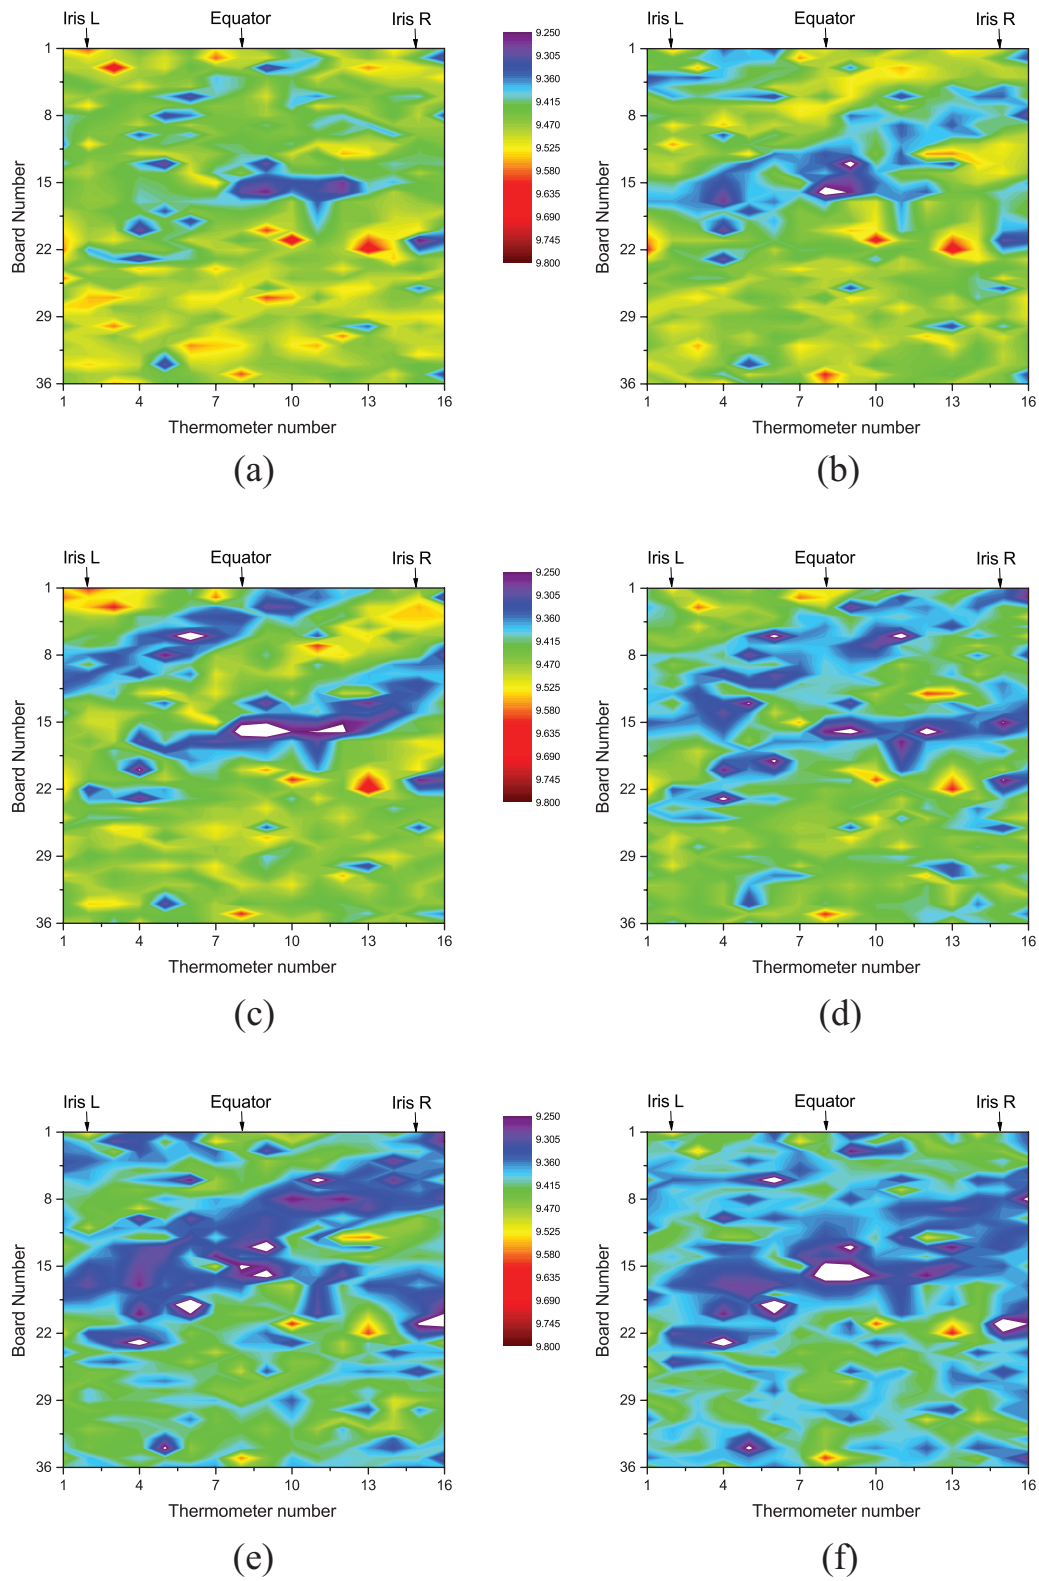 Iris L Equator Iris R
Iris L Equator Iris R
1 8 15 22 29 36
Board Number
1 4 7 10 13 16
Thermometer number
(a)
9.250
9.305
9.360
9.415
9.470
9.525
9.580
9.635
9.690
9.745
9.800
1 8 15 22 29 36
Board Number
1 4 7 10 13 16
Thermometer number
(b)
Iris L Equator Iris R
Iris L Equator Iris R
1 8 15 22 29 36
Board Number
1 4 7 10 13 16
Thermometer number
(c)
9.250
9.305
9.360
9.415
9.470
9.525
9.580
9.635
9.690
9.745
9.800
1 8 15 22 29 36
Board Number
1 4 7 10 13 16
Thermometer number
(d)
Iris L Equator Iris R
Iris L Equator Iris R
1 8 15 22 29 36
Board Number
1 4 7 10 13 16
Thermometer number
(e)
9.250
9.305
9.360
9.415
9.470
9.525
9.580
9.635
9.690
9.745
9.800
1 8 15 22 29 36
Board Number
1 4 7 10 13 16
Thermometer number
(f)